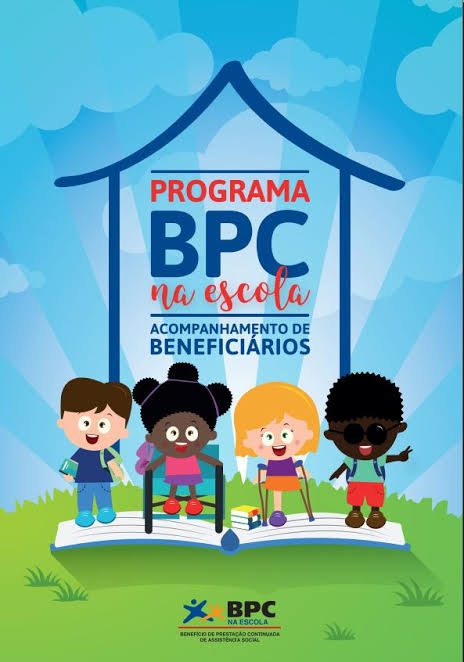 PROGRAMA
BPC
na escola
ACOMPANHAMENTO DE
BENEFICIÁRIOS
BPC
NA ESCOLA
BENEFÍCIO DE PRESTAÇÃO CONTINUADA
DE ASSISTÊNCIA SOCIAL